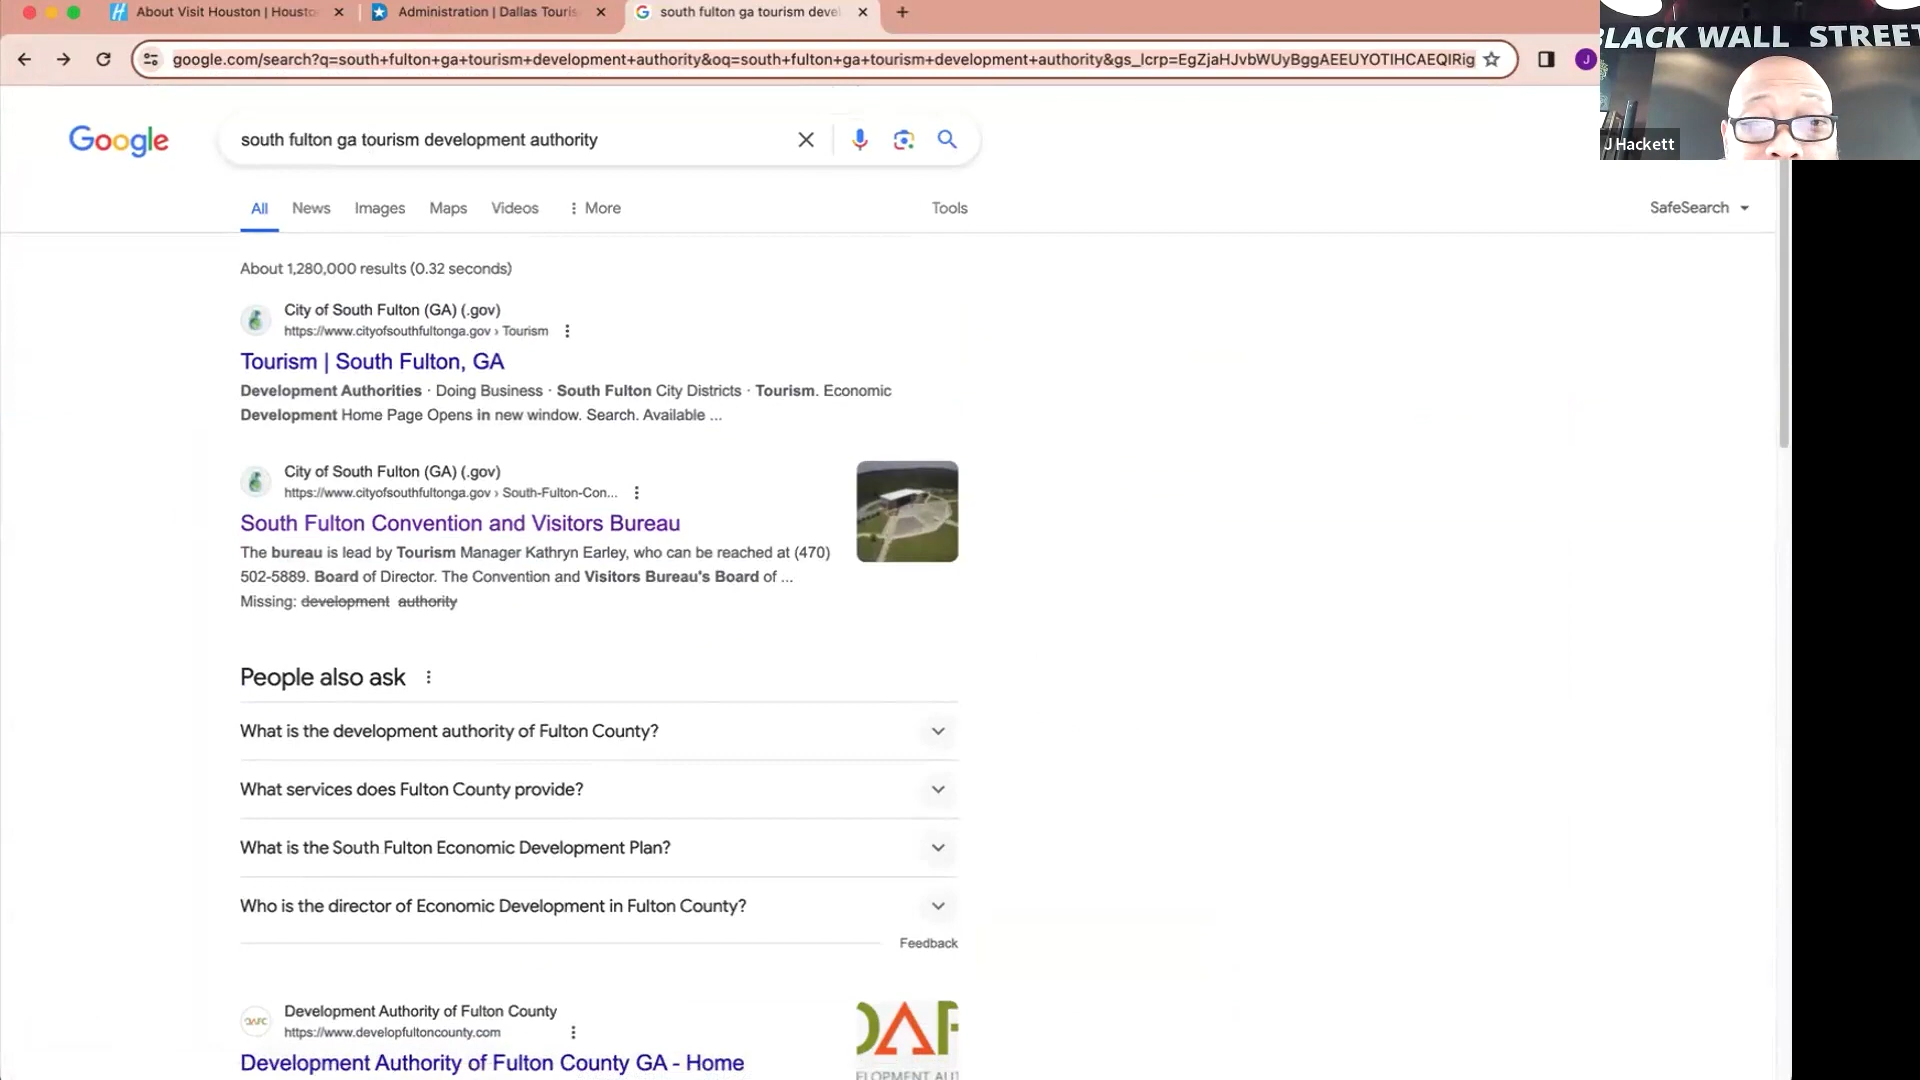 About Visit Houston | Housto
Administration | Dallas Touris
south fulton ga tourism deve
BLACK WALL STREET
google.com/search?q=south+fulton+ga+tourism+development+authority&oq=south+fulton+ga+tourism+development+authority&gs_lcrp=EgZjaHJvbWUyBggAEEUYOTIHCAEQIRig
J
J Hackett
Google
south fulton ga tourism development authority
All
News
Images
Maps
Videos
More
Tools
SafeSearch
About 1,280,000 results (0.32 seconds)
City of South Fulton (GA) (.gov)
https://www.cityofsouthfultonga.gov › Tourism
Tourism | South Fulton, GA
Development Authorities · Doing Business · South Fulton City Districts · Tourism. Economic
Development Home Page Opens in new window. Search. Available ...
City of South Fulton (GA) (.gov)
https://www.cityofsouthfultonga.gov › South-Fulton-Con...
South Fulton Convention and Visitors Bureau
The bureau is lead by Tourism Manager Kathryn Earley, who can be reached at (470)
502-5889. Board of Director. The Convention and Visitors Bureau's Board of ...
Missing: development authority
People also ask
What is the development authority of Fulton County?
What services does Fulton County provide?
What is the South Fulton Economic Development Plan?
Who is the director of Economic Development in Fulton County?
Feedback
Development Authority of Fulton County
https://www.developfultoncounty.com
Development Authority of Fulton County GA - Home
DAFC
DAF
ELOPMENT AUT